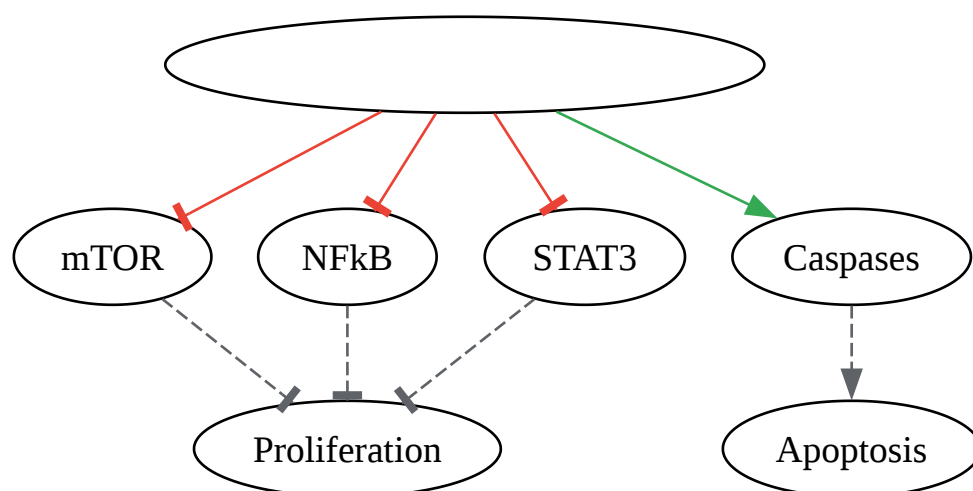 mTOR
NFkB
STAT3
Caspases
Proliferation
Apoptosis